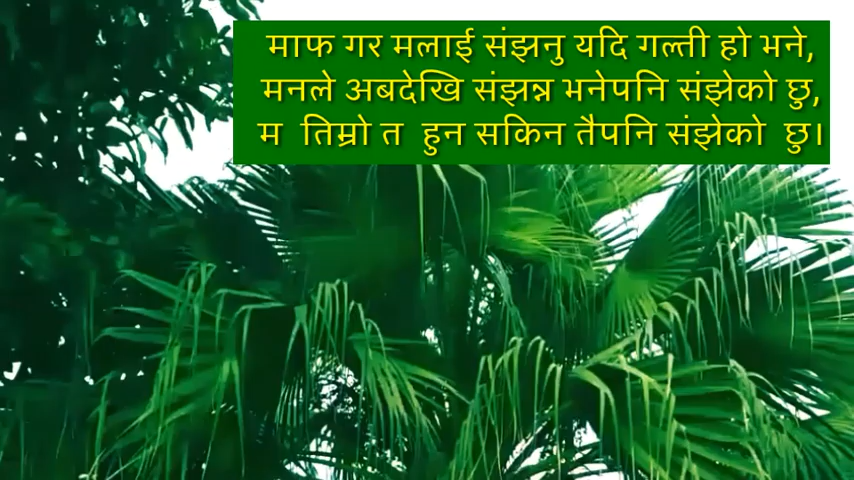 माफ गर मलाई संझनु यदि गल्ती हो भने,
मनले अबदेखि संझन्न भनेपनि संझेको छु,
म तिम्रो त हुन सकिन तैपनि संझेको छु।